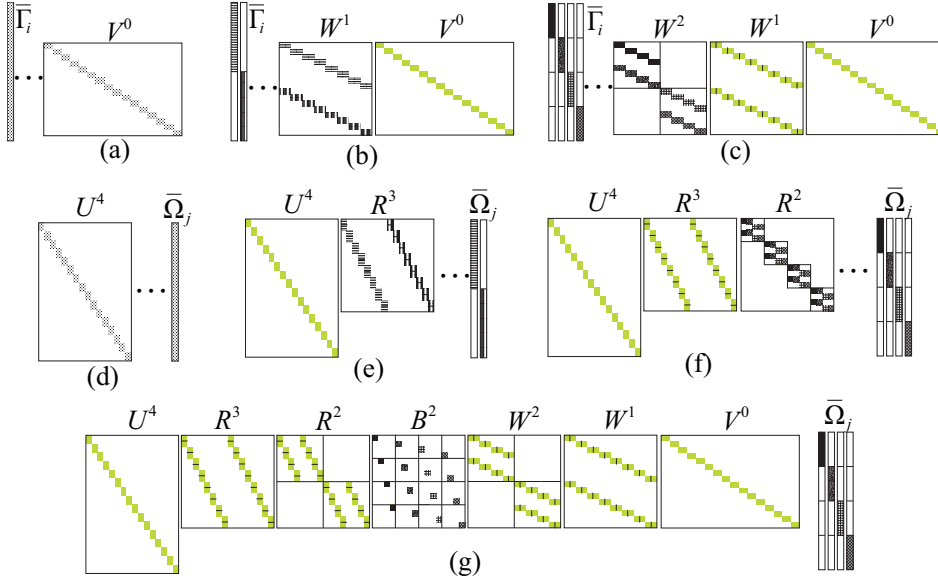 Γ̅ᵢ V⁰ Γ̅ᵢ W¹ V⁰ Γ̅ᵢ W² W¹ V⁰
(a) (b) (c)
U⁴ Ω̅ⱼ U⁴ R³ Ω̅ⱼ U⁴ R³ R² Ω̅ⱼ
(d) (e) (f)
U⁴ R³ R² B² W² W¹ V⁰ Ω̅ⱼ
(g)